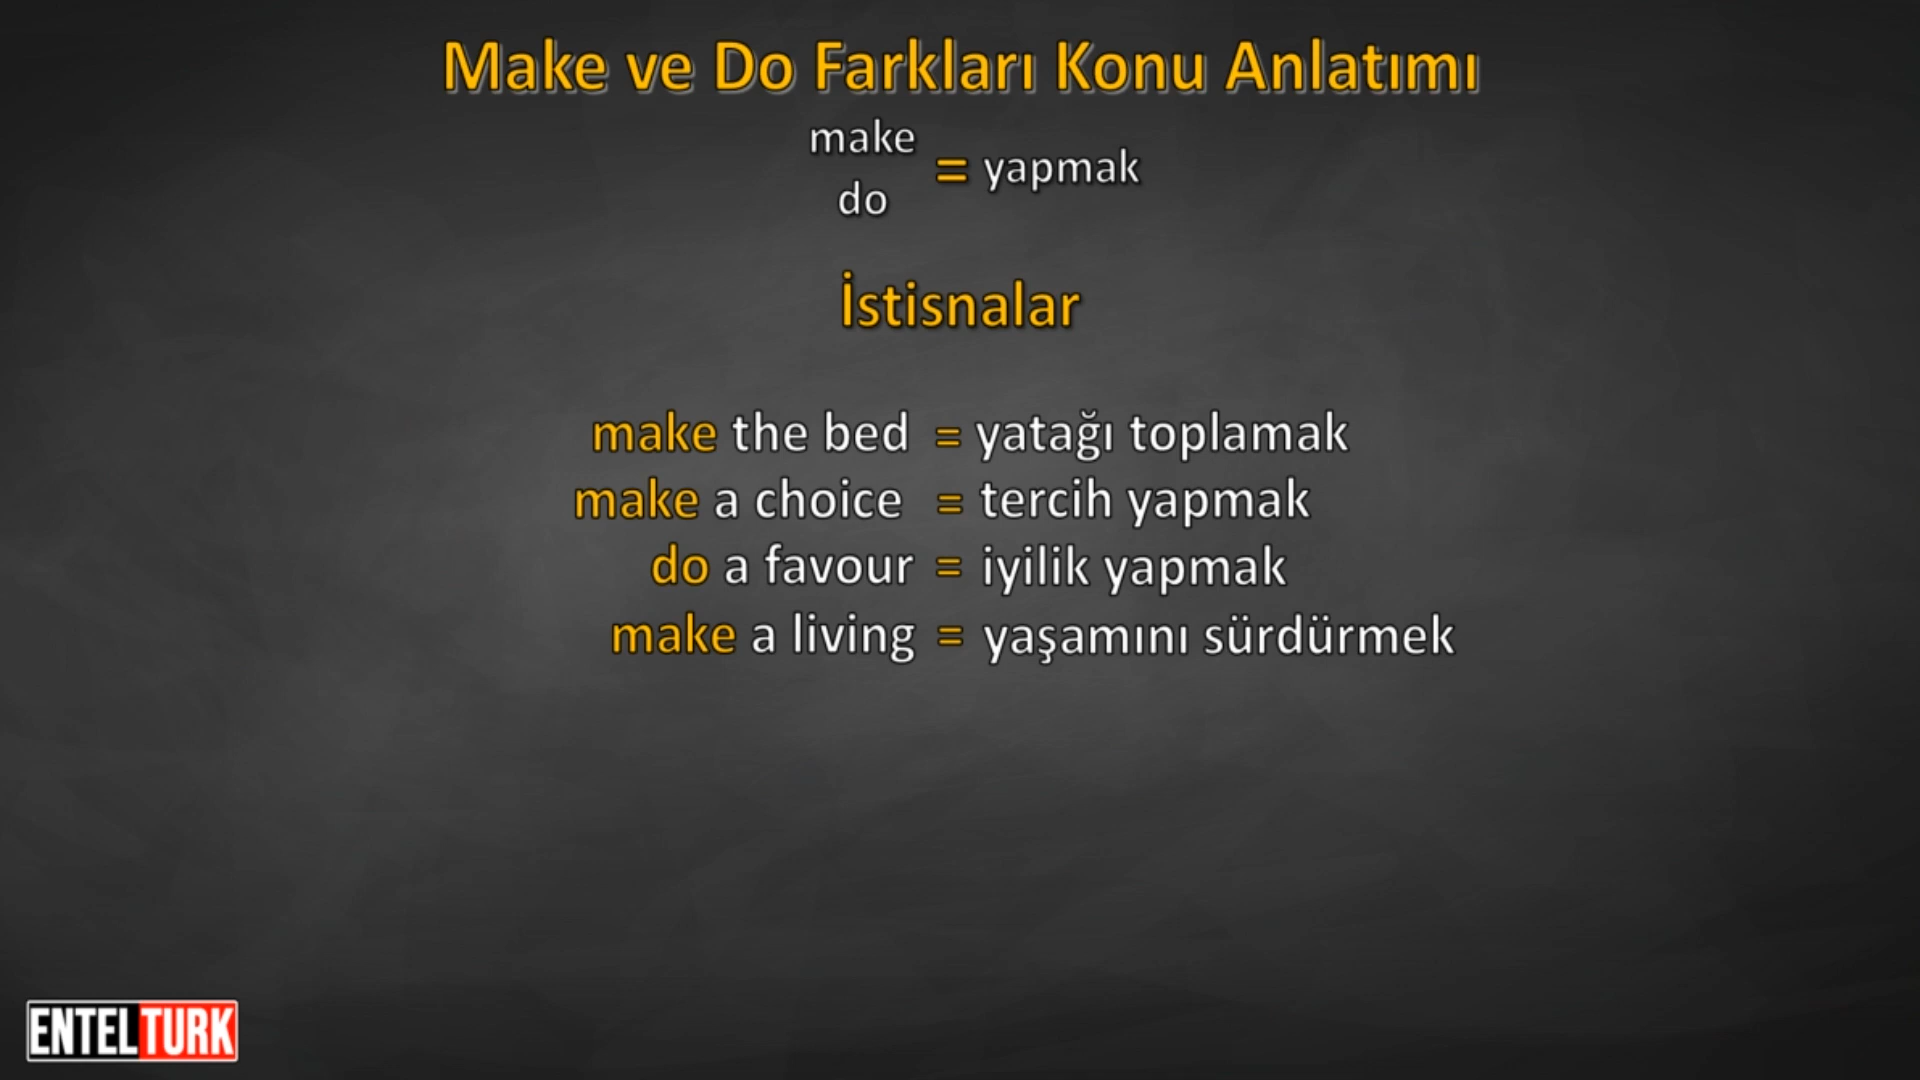 Make ve Do Farkları Konu Anlatımı
make
do
= yapmak
İstisnalar
make the bed = yatağı toplamak
make a choice = tercih yapmak
do a favour = iyilik yapmak
make a living = yaşamını sürdürmek
ENTELTURK